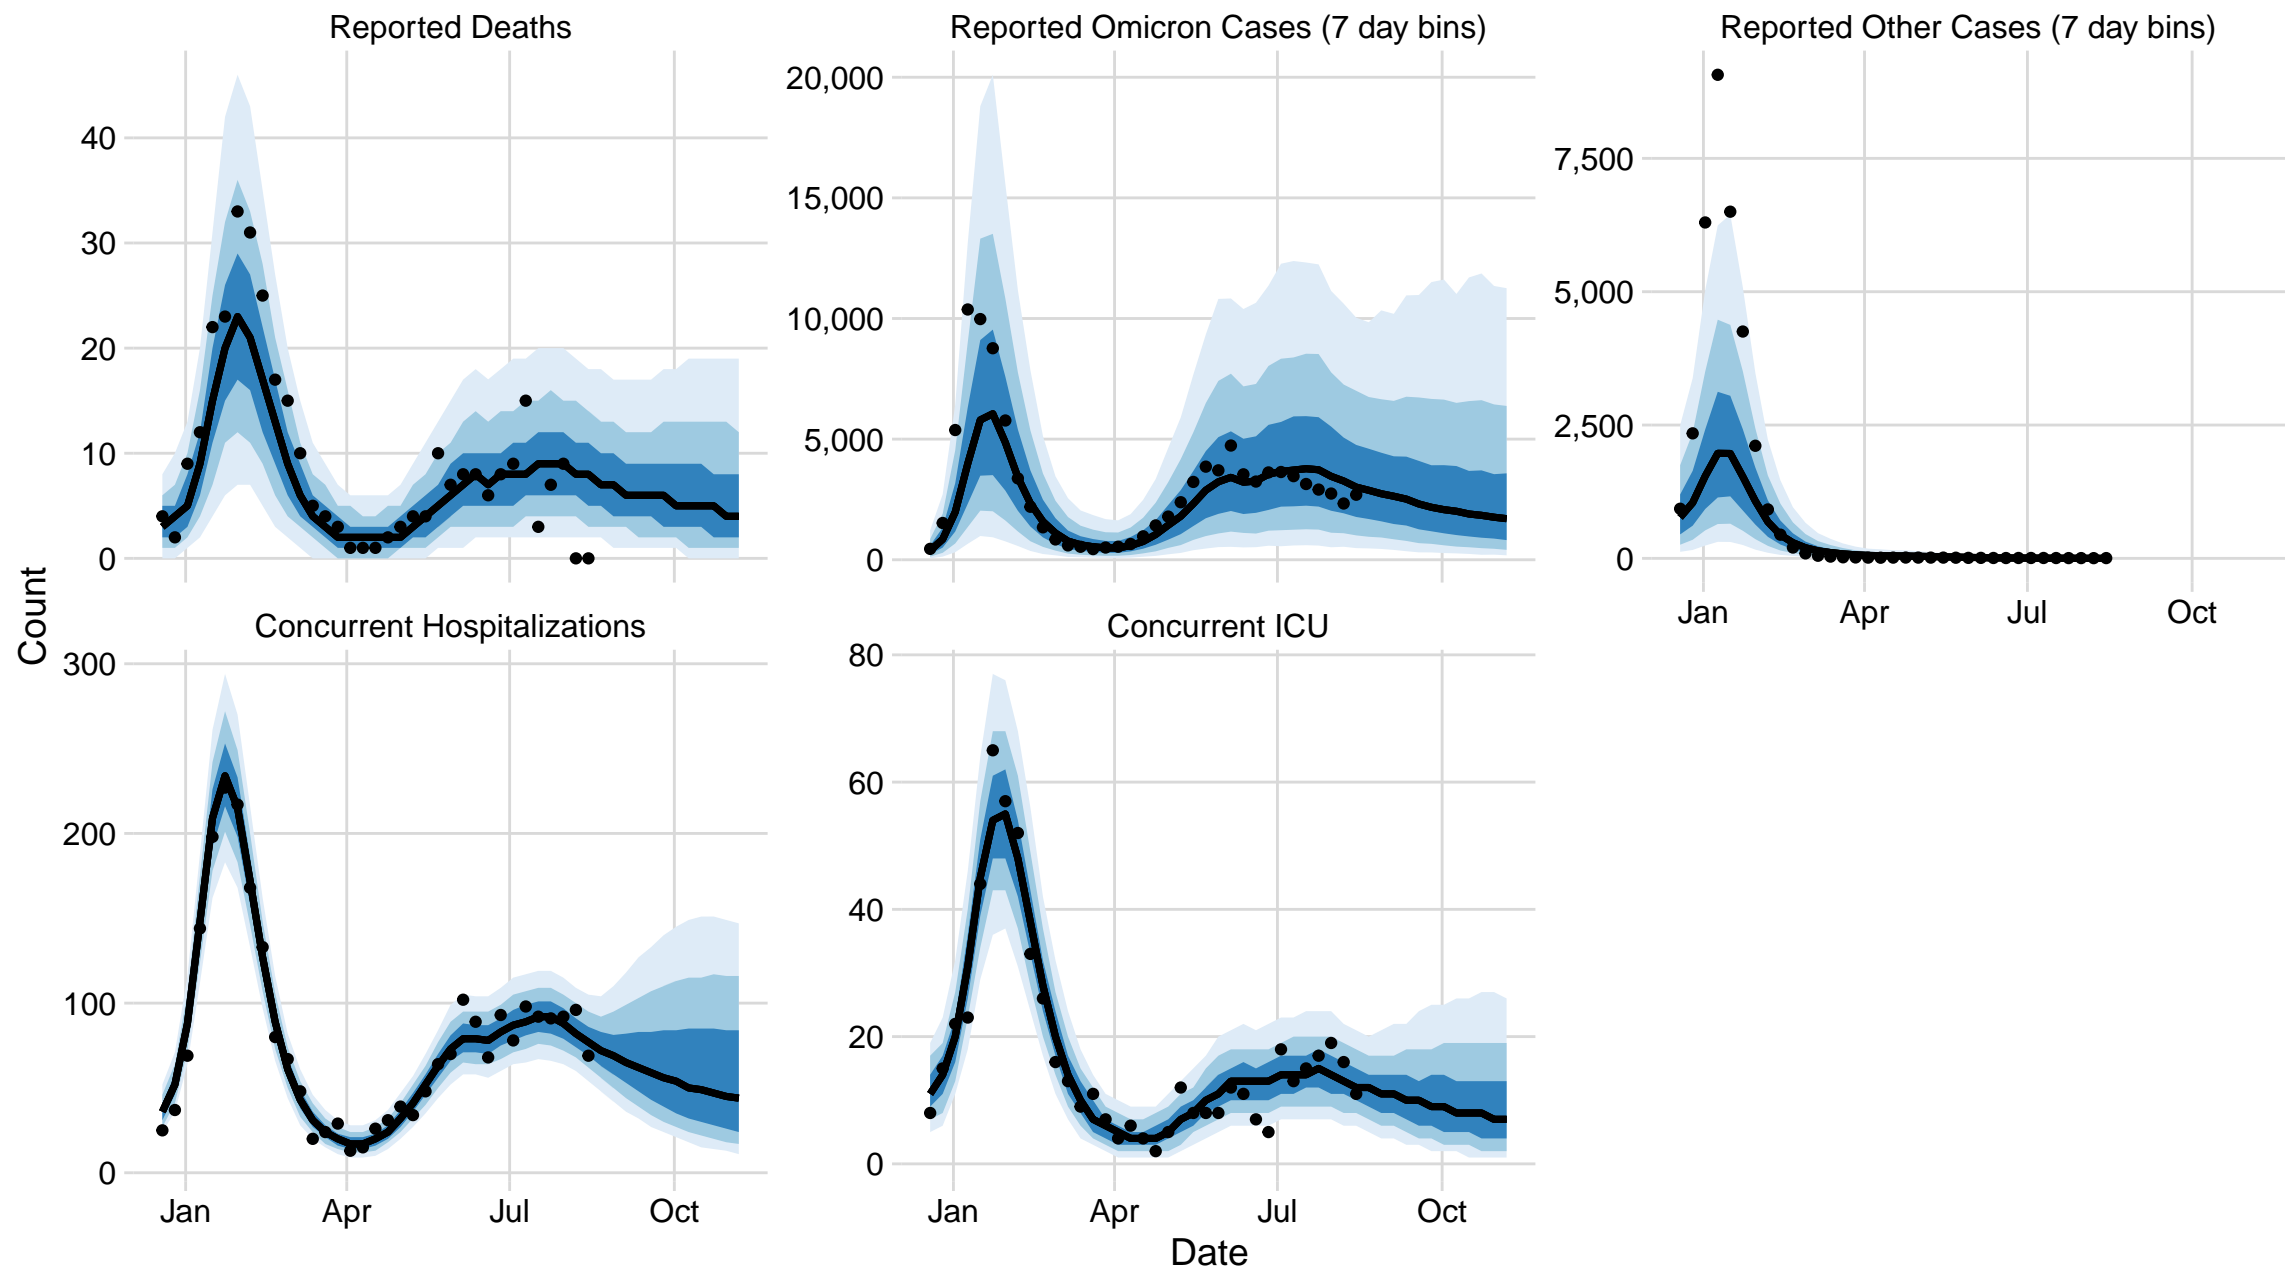 Reported Deaths
Reported Omicron Cases (7 day bins)
Reported Other Cases (7 day bins)
40
30
20
10
0
20,000
15,000
10,000
5,000
0
7,500
5,000
2,500
0
Jan Apr Jul Oct
Count
Concurrent Hospitalizations
Concurrent ICU
300
200
100
0
Jan Apr Jul Oct
80
60
40
20
0
Jan Apr Jul Oct
Date